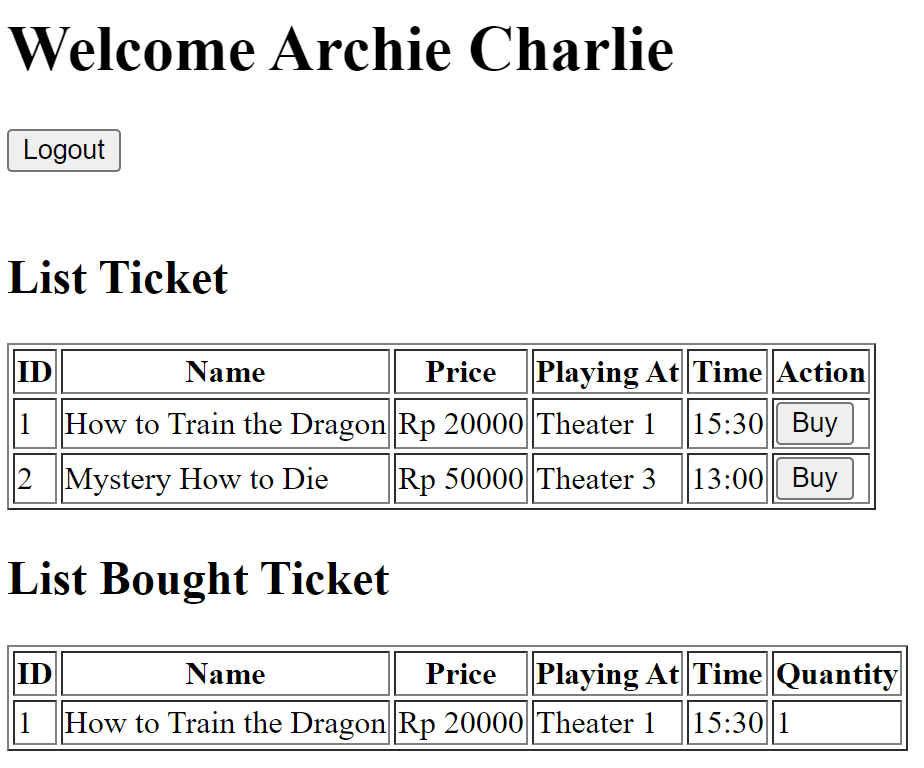 Welcome Archie Charlie
Logout
List Ticket
ID Name Price Playing At Time Action
1 How to Train the Dragon Rp 20000 Theater 1 15:30 Buy
2 Mystery How to Die Rp 50000 Theater 3 13:00 Buy
List Bought Ticket
ID Name Price Playing At Time Quantity
1 How to Train the Dragon Rp 20000 Theater 1 15:30 1